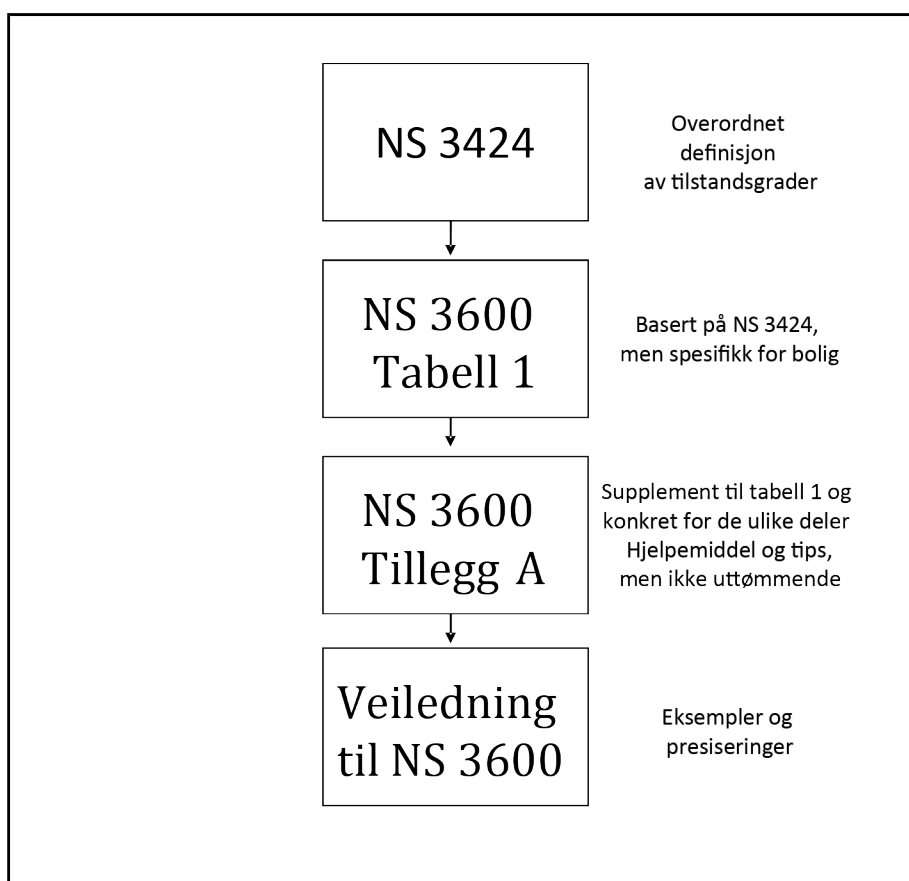 NS 3424
Overordnet
definisjon
av tilstandsgrader
NS 3600
Tabell 1
Basert på NS 3424,
men spesifikk for bolig
NS 3600
Tillegg A
Supplement til tabell 1 og
konkret for de ulike deler
Hjelpemiddel og tips,
men ikke uttømmende
Veiledning
til NS 3600
Eksempler og
presiseringer